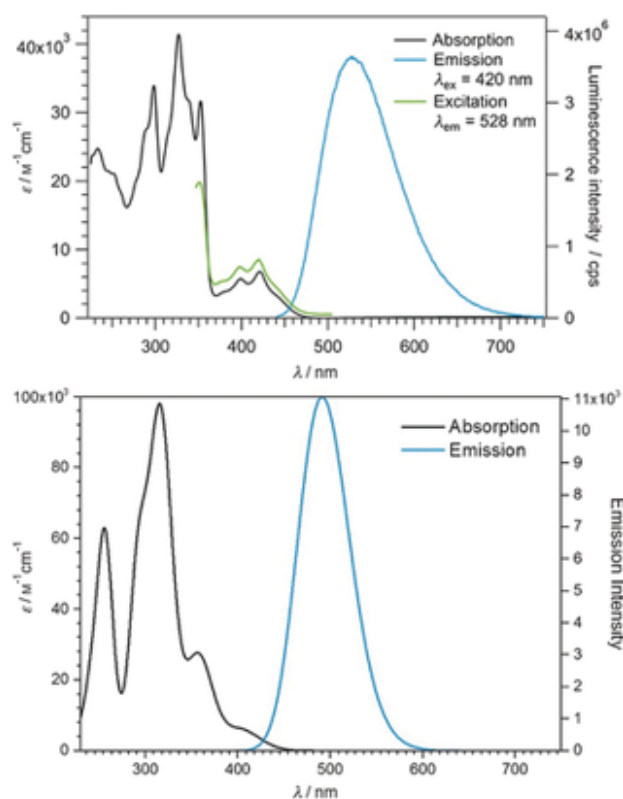 40x10³
30
20
10
0
ε / M⁻¹cm⁻¹
Absorption
Emission
λex = 420 nm
Excitation
λem = 528 nm
4x10⁶
3
2
1
0
Luminescence intensity / cps
300 400 500 600 700
λ / nm
100x10³
80
60
40
20
0
ε / M⁻¹cm⁻¹
Absorption
Emission
11x10³
10
9
8
7
6
5
4
3
2
1
0
Emission Intensity
300 400 500 600 700
λ / nm